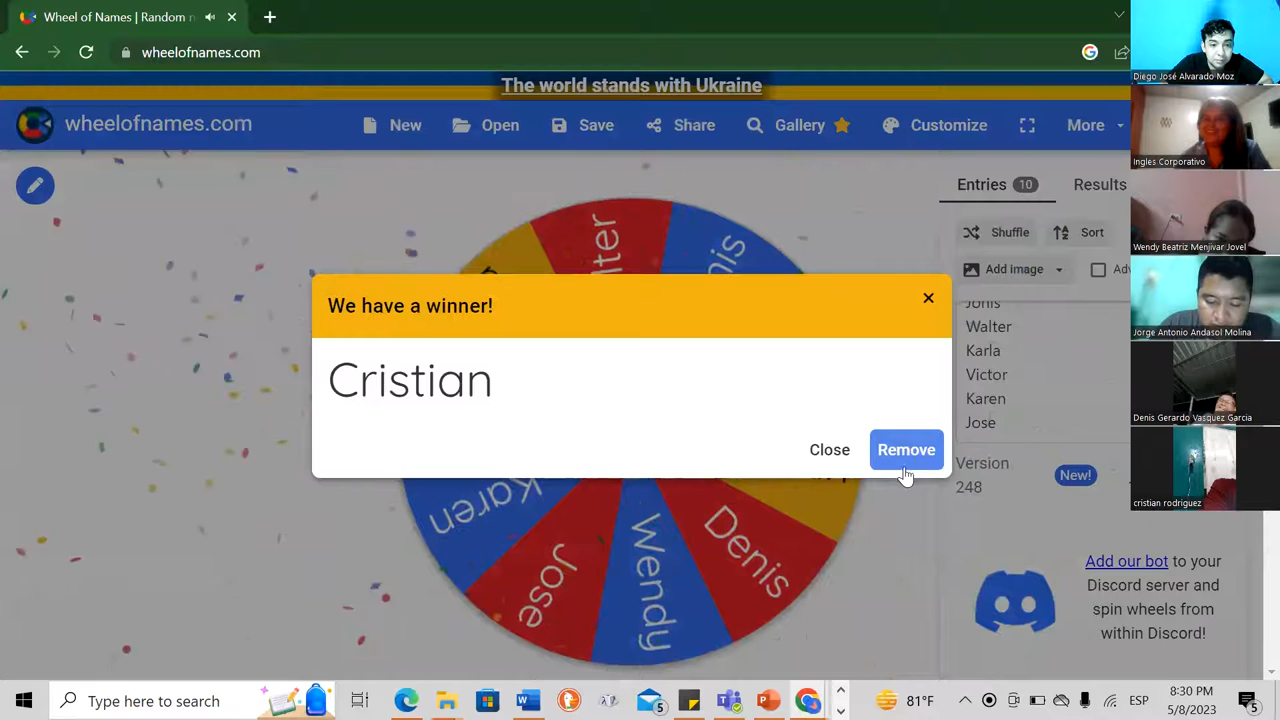 Wheel of Names | Random n
wheelofnames.com
The world stands with Ukraine
wheelofnames.com
New
Open
Save
Share
Gallery
Customize
More
Entries 10
Results
Shuffle
Sort
Add image
Walter
Karla
Victor
Karen
Jose
We have a winner!
Cristian
Close
Remove
Karen
Jose
Wendy
Denis
Version
248
New!
Add our bot to your
Discord server and
spin wheels from
within Discord!
Diego José Alvarado Moz
Ingles Corporativo
Wendy Beatriz Menjivar Jovel
Jorge Antonio Andasol Molina
Denis Gerardo Vasquez Garcia
cristian rodriguez
Type here to search
5
81°F
ESP
8:30 PM
5/8/2023
5